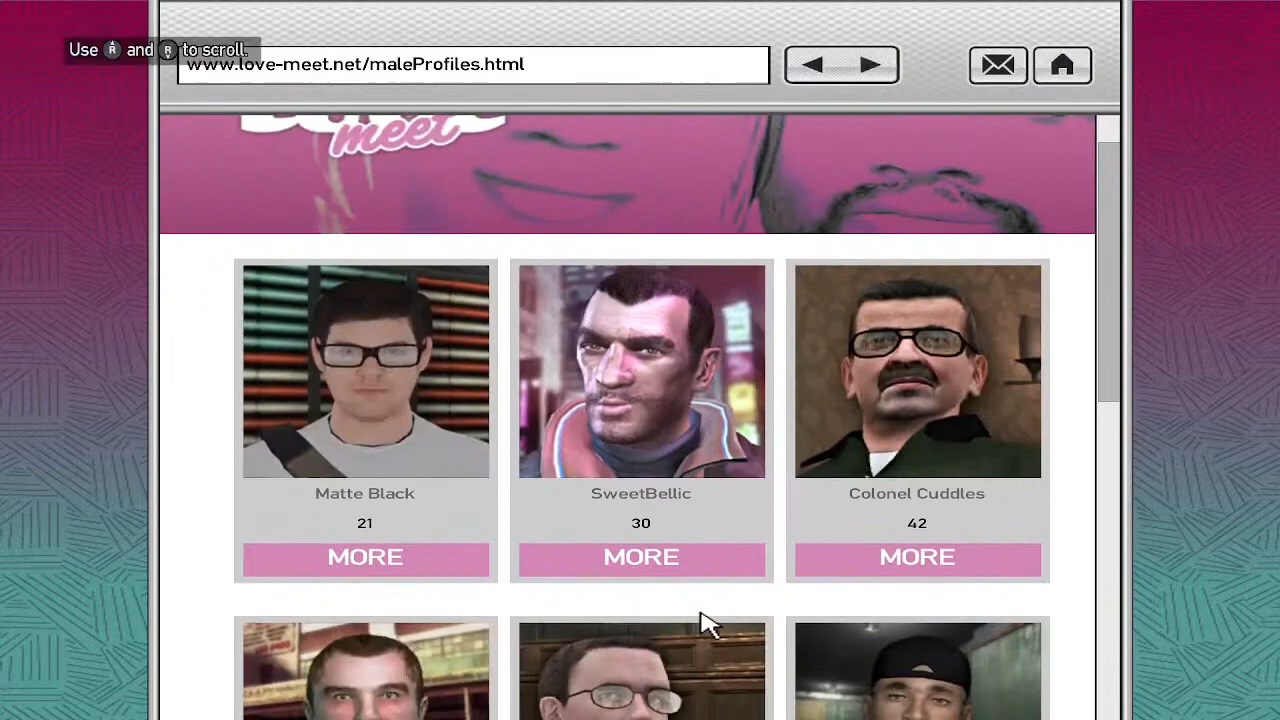 Use R and R to scroll.
www.love-meet.net/maleProfiles.html
meet
Matte Black
SweetBellic
Colonel Cuddles
21
30
42
MORE
MORE
MORE